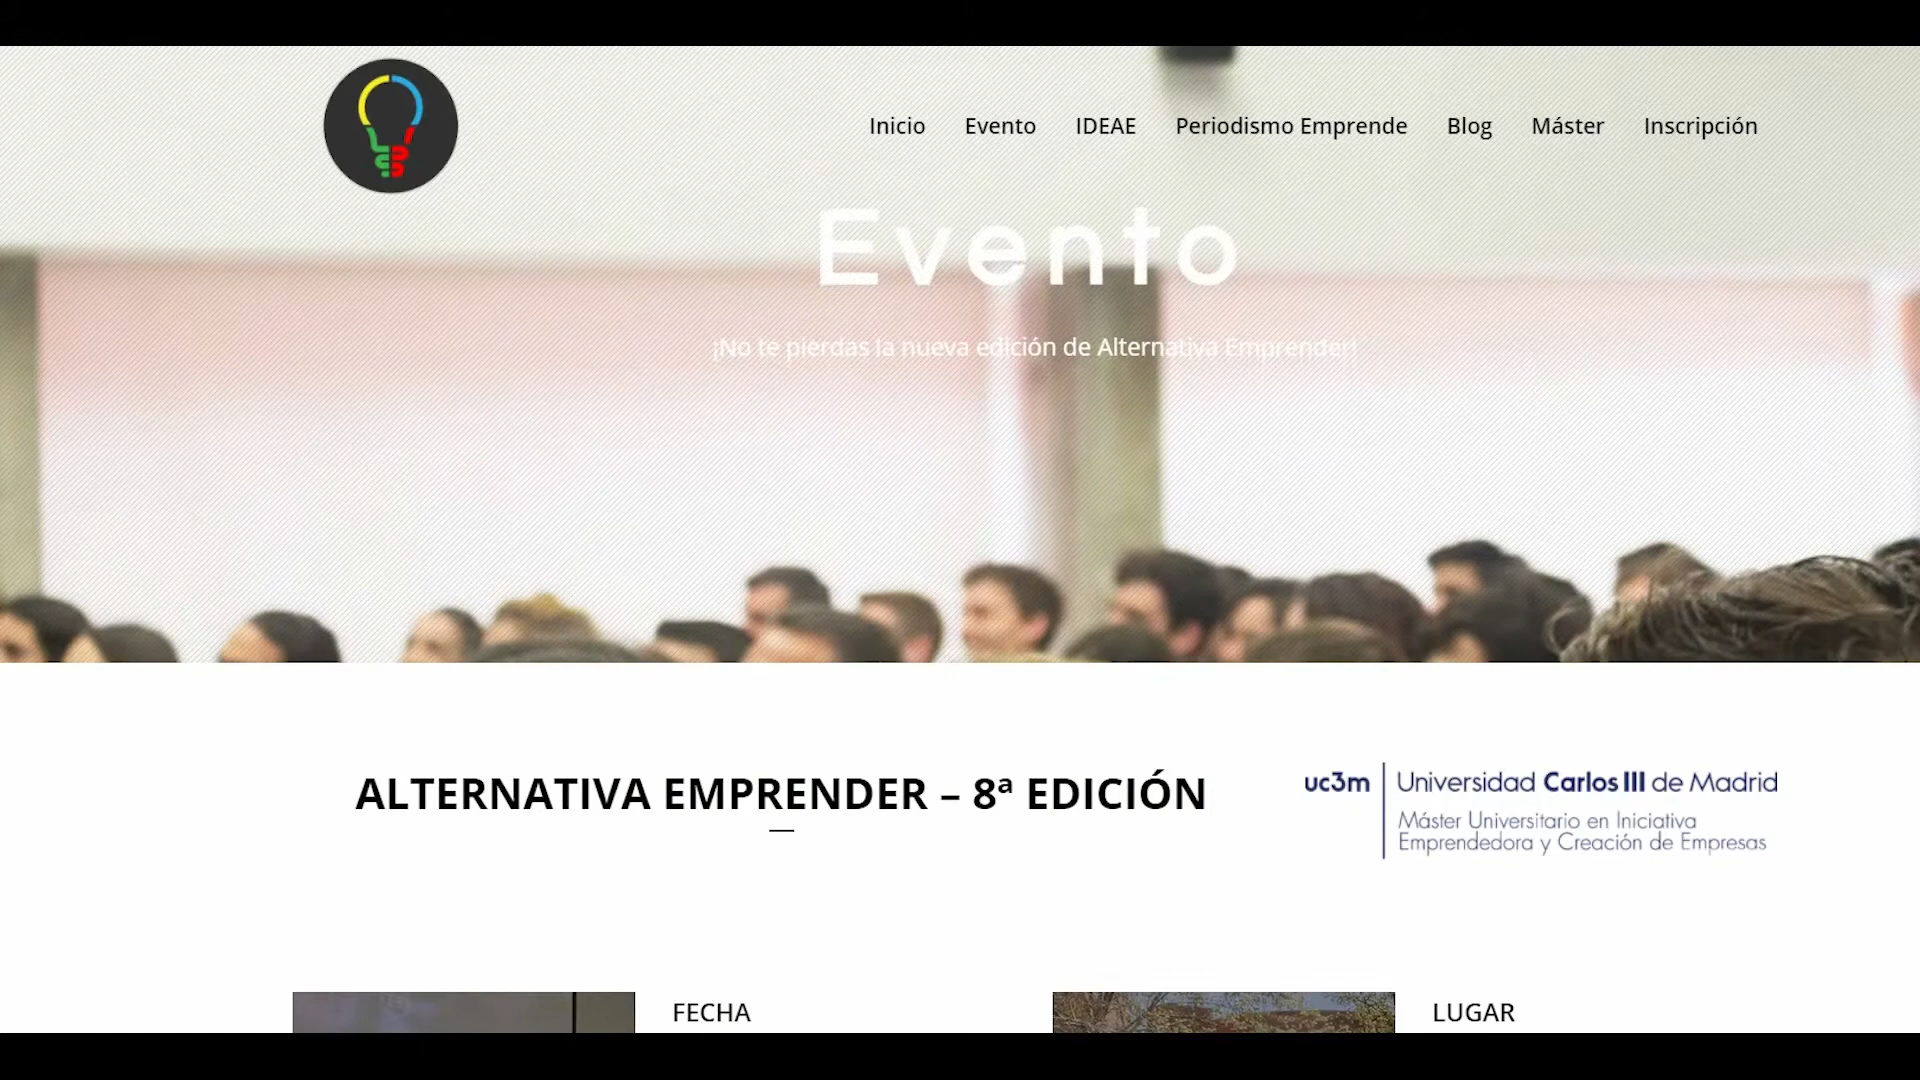 Inicio Evento IDEAE Periodismo Emprende Blog Máster Inscripción
Evento
¡No te pierdas la nueva edición de Alternativa Emprender!
ALTERNATIVA EMPRENDER – 8ª EDICIÓN
uc3m Universidad Carlos III de Madrid
Máster Universitario en Iniciativa
Emprendedora y Creación de Empresas
FECHA
LUGAR